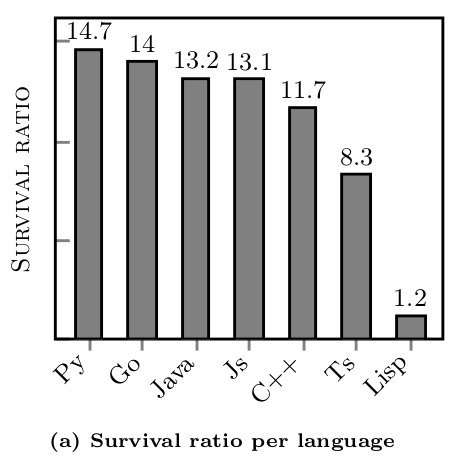 14.7
14
13.2 13.1
11.7
8.3
1.2
SURVIVAL RATIO
Py
Go
Java
Js
C++
Ts
Lisp
(a) Survival ratio per language